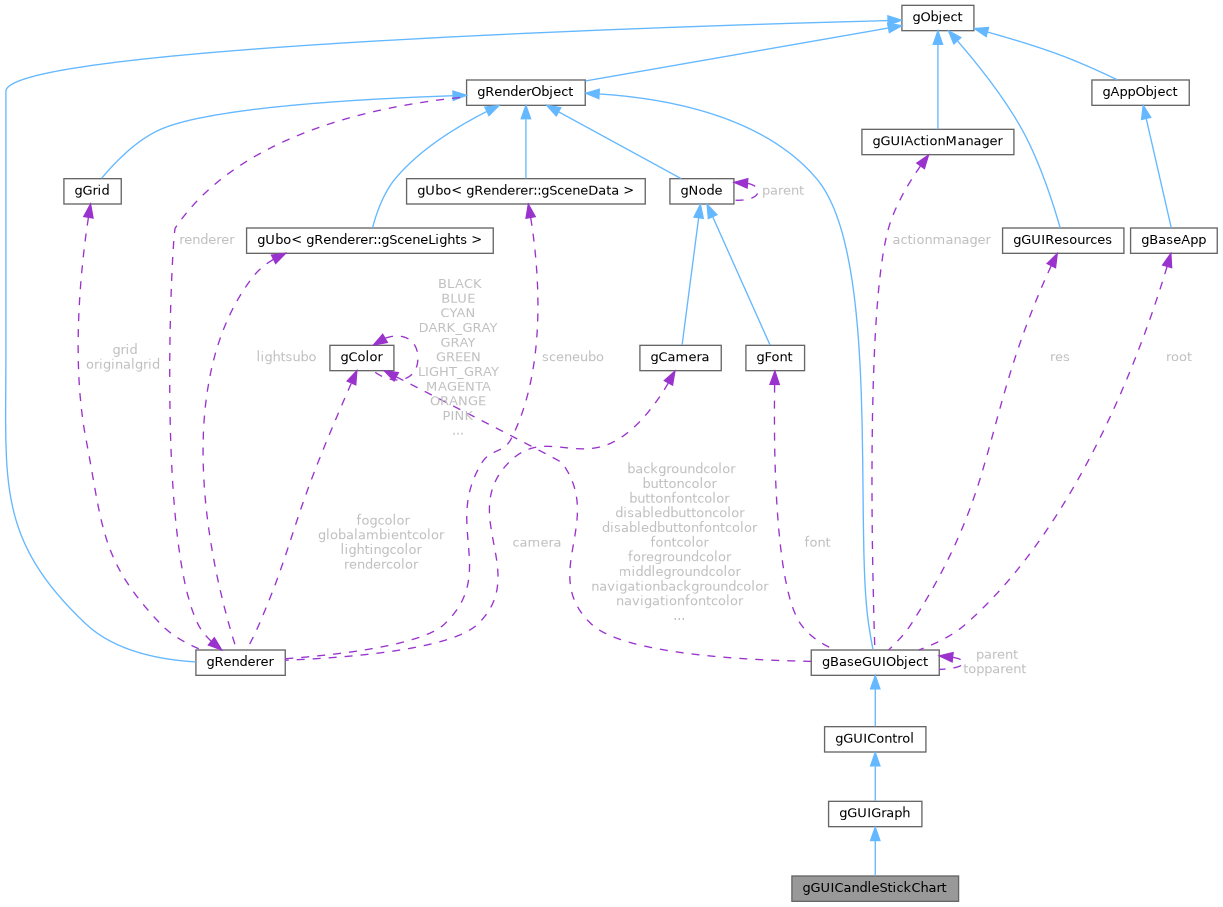 gObject
gRenderObject
gAppObject
gGUIActionManager
gGrid
gUbo< gRenderer::gSceneData >
gNode
parent
renderer
gUbo< gRenderer::gSceneLights >
actionmanager
gGUIResources
gBaseApp
BLACK
BLUE
CYAN
DARK_GRAY
GRAY
GREEN
LIGHT_GRAY
MAGENTA
ORANGE
PINK
...
grid
originalgrid
lightsubo
gColor
sceneubo
gCamera
gFont
res
root
backgroundcolor
buttoncolor
buttonfontcolor
disabledbuttoncolor
disabledbuttonfontcolor
fontcolor
foregroundcolor
middlegroundcolor
navigationbackgroundcolor
navigationfontcolor
...
fogcolor
globalambientcolor
lightingcolor
rendercolor
camera
font
gRenderer
gBaseGUIObject
parent
topparent
gGUIControl
gGUIGraph
gGUICandleStickChart